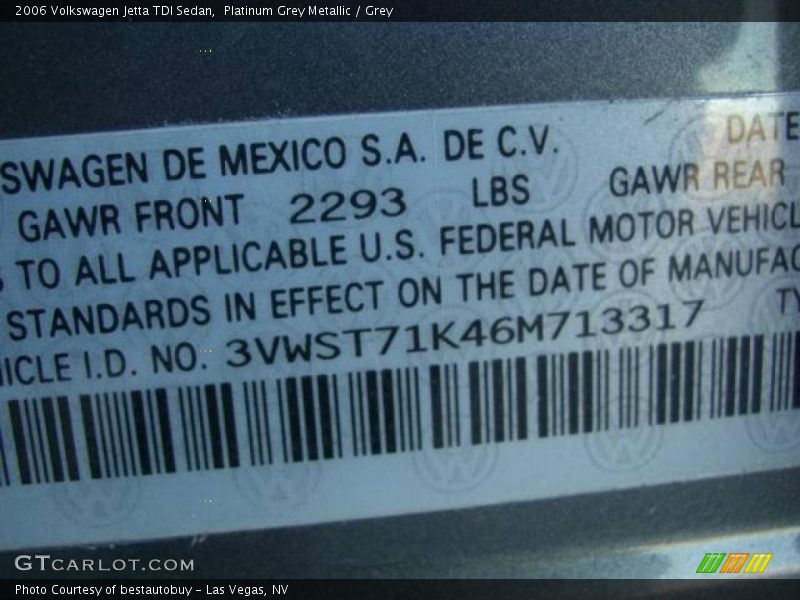 2006 Volkswagen Jetta TDI Sedan,  Platinum Grey Metallic / Grey
SWAGEN DE MEXICO S.A. DE C.V. DATE
GAWR FRONT 2293 LBS GAWR REAR
TO ALL APPLICABLE U.S. FEDERAL MOTOR VEHICL
STANDARDS IN EFFECT ON THE DATE OF MANUFAC
ICLE I.D. NO. 3VWST71K46M713317 TY
GTCARLOT.COM
Photo Courtesy of bestautobuy – Las Vegas, NV